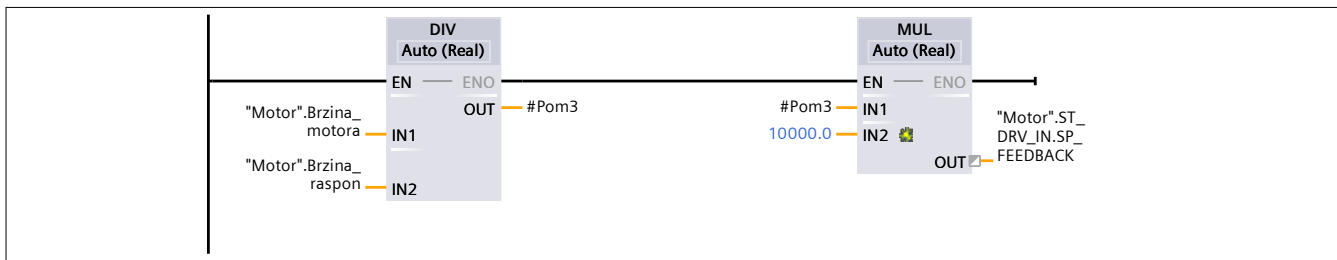 DIV
Auto (Real)
EN
ENO
"Motor".Brzina_
motora
IN1
OUT
#Pom3
"Motor".Brzina_
raspon
IN2
MUL
Auto (Real)
EN
ENO
#Pom3
IN1
10000.0
IN2
OUT
"Motor".ST_
DRV_IN.SP_
FEEDBACK